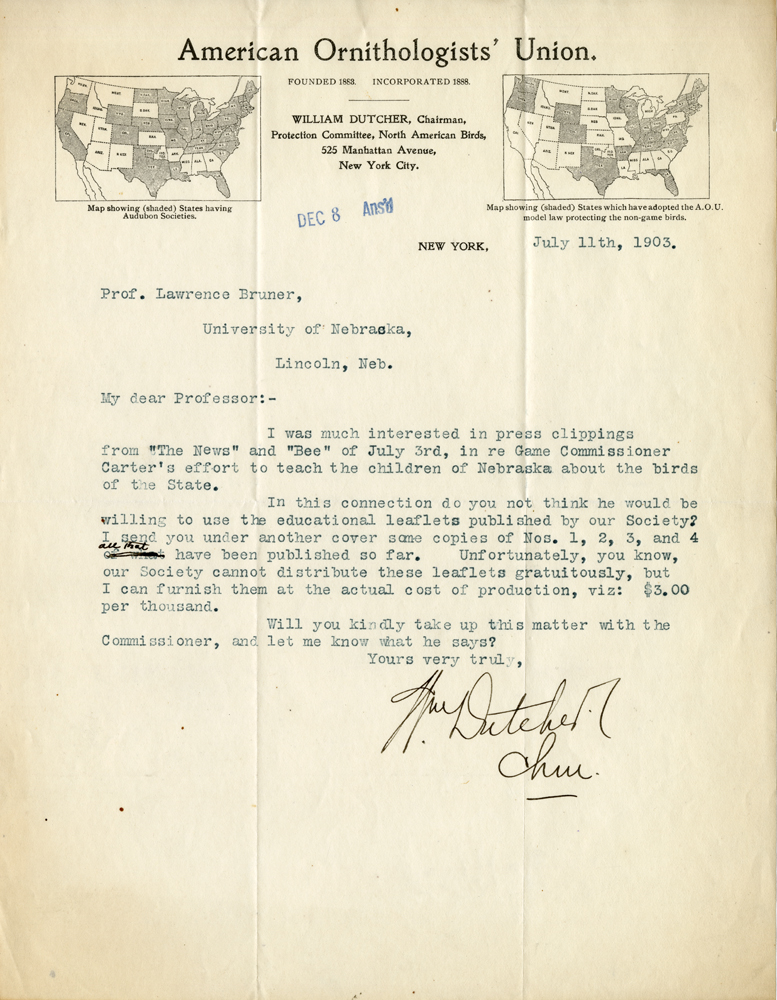 American Ornithologists' Union.
FOUNDED 1883. INCORPORATED 1888.
WILLIAM DUTCHER, Chairman,
Protection Committee, North American Birds,
525 Manhattan Avenue,
New York City.
Map showing (shaded) States having
Audubon Societies.
Map showing (shaded) States which have adopted the A.O.U.
model law protecting the non-game birds.
DEC 8 Ans'd
NEW YORK, July 11th, 1903.
Prof. Lawrence Bruner,
University of Nebraska,
Lincoln, Neb.
My dear Professor:-
I was much interested in press clippings
from "The News" and "Bee" of July 3rd, in re Game Commissioner
Carter's effort to teach the children of Nebraska about the birds
of the State.
In this connection do you not think he would be
willing to use the educational leaflets published by our Society?
I send you under another cover some copies of Nos. 1, 2, 3, and 4
all that
have been published so far. Unfortunately, you know,
our Society cannot distribute these leaflets gratuitously, but
I can furnish them at the actual cost of production, viz: $3.00
per thousand.
Will you kindly take up this matter with the
Commissioner, and let me know what he says?
Yours very truly,
Wm Dutcher.
Chm.